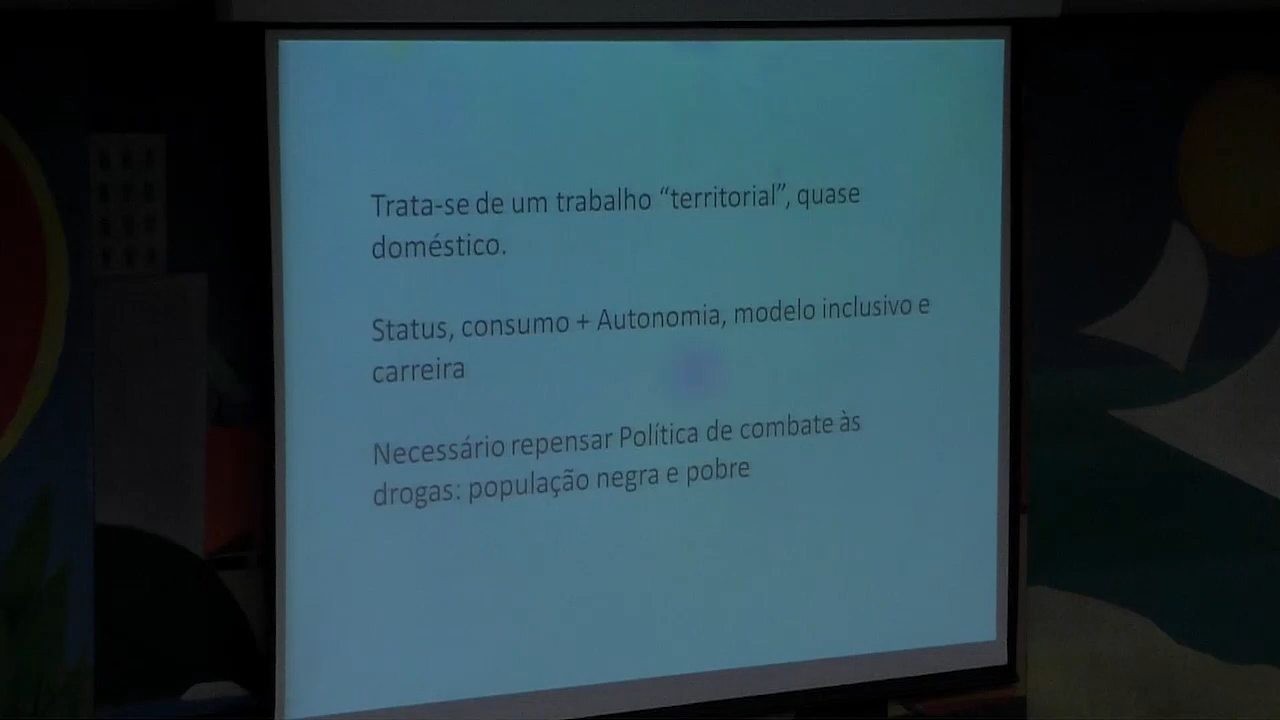 Trata-se de um trabalho “territorial”, quase
doméstico.
Status, consumo + Autonomia, modelo inclusivo e
carreira
Necessário repensar Política de combate às
drogas: população negra e pobre